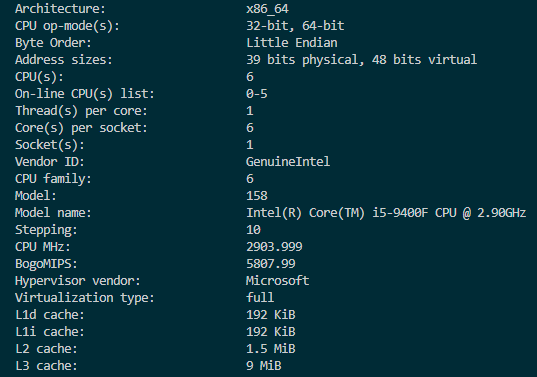 Architecture: x86_64
CPU op-mode(s): 32-bit, 64-bit
Byte Order: Little Endian
Address sizes: 39 bits physical, 48 bits virtual
CPU(s): 6
On-line CPU(s) list: 0-5
Thread(s) per core: 1
Core(s) per socket: 6
Socket(s): 1
Vendor ID: GenuineIntel
CPU family: 6
Model: 158
Model name: Intel(R) Core(TM) i5-9400F CPU @ 2.90GHz
Stepping: 10
CPU MHz: 2903.999
BogoMIPS: 5807.99
Hypervisor vendor: Microsoft
Virtualization type: full
L1d cache: 192 KiB
L1i cache: 192 KiB
L2 cache: 1.5 MiB
L3 cache: 9 MiB